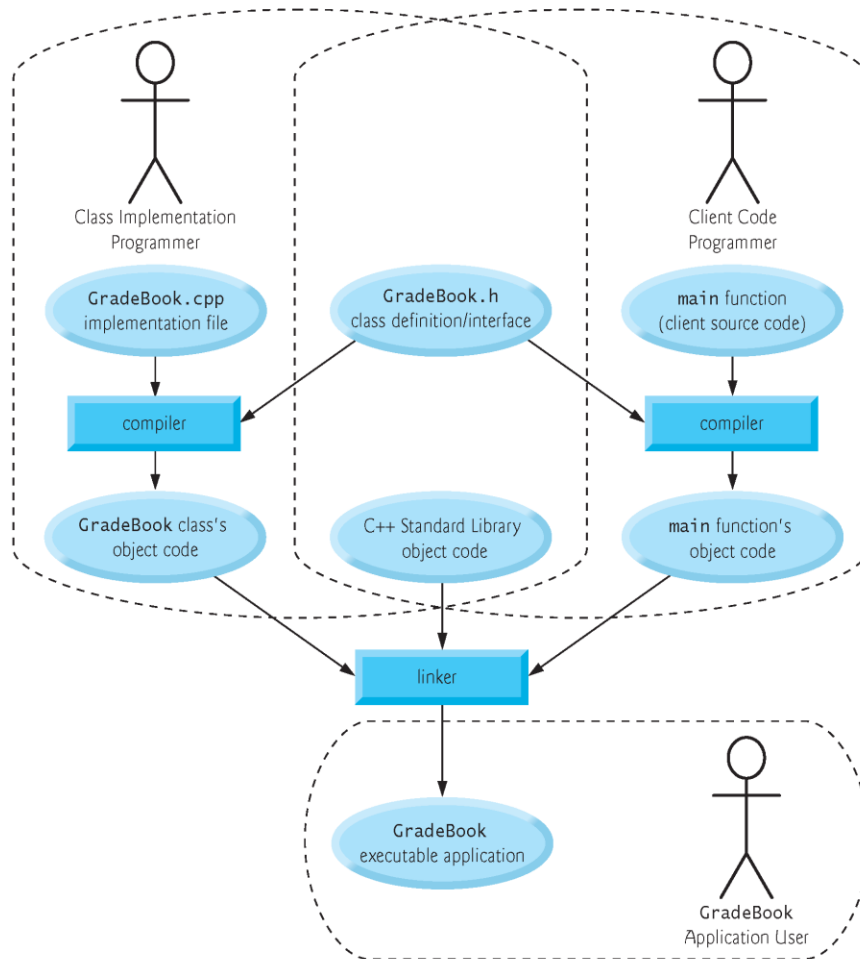 Class Implementation
Programmer
Client Code
Programmer
GradeBook.cpp
implementation file
GradeBook.h
class definition/interface
main function
(client source code)
compiler
compiler
GradeBook class's
object code
C++ Standard Library
object code
main function's
object code
linker
GradeBook
executable application
GradeBook
Application User